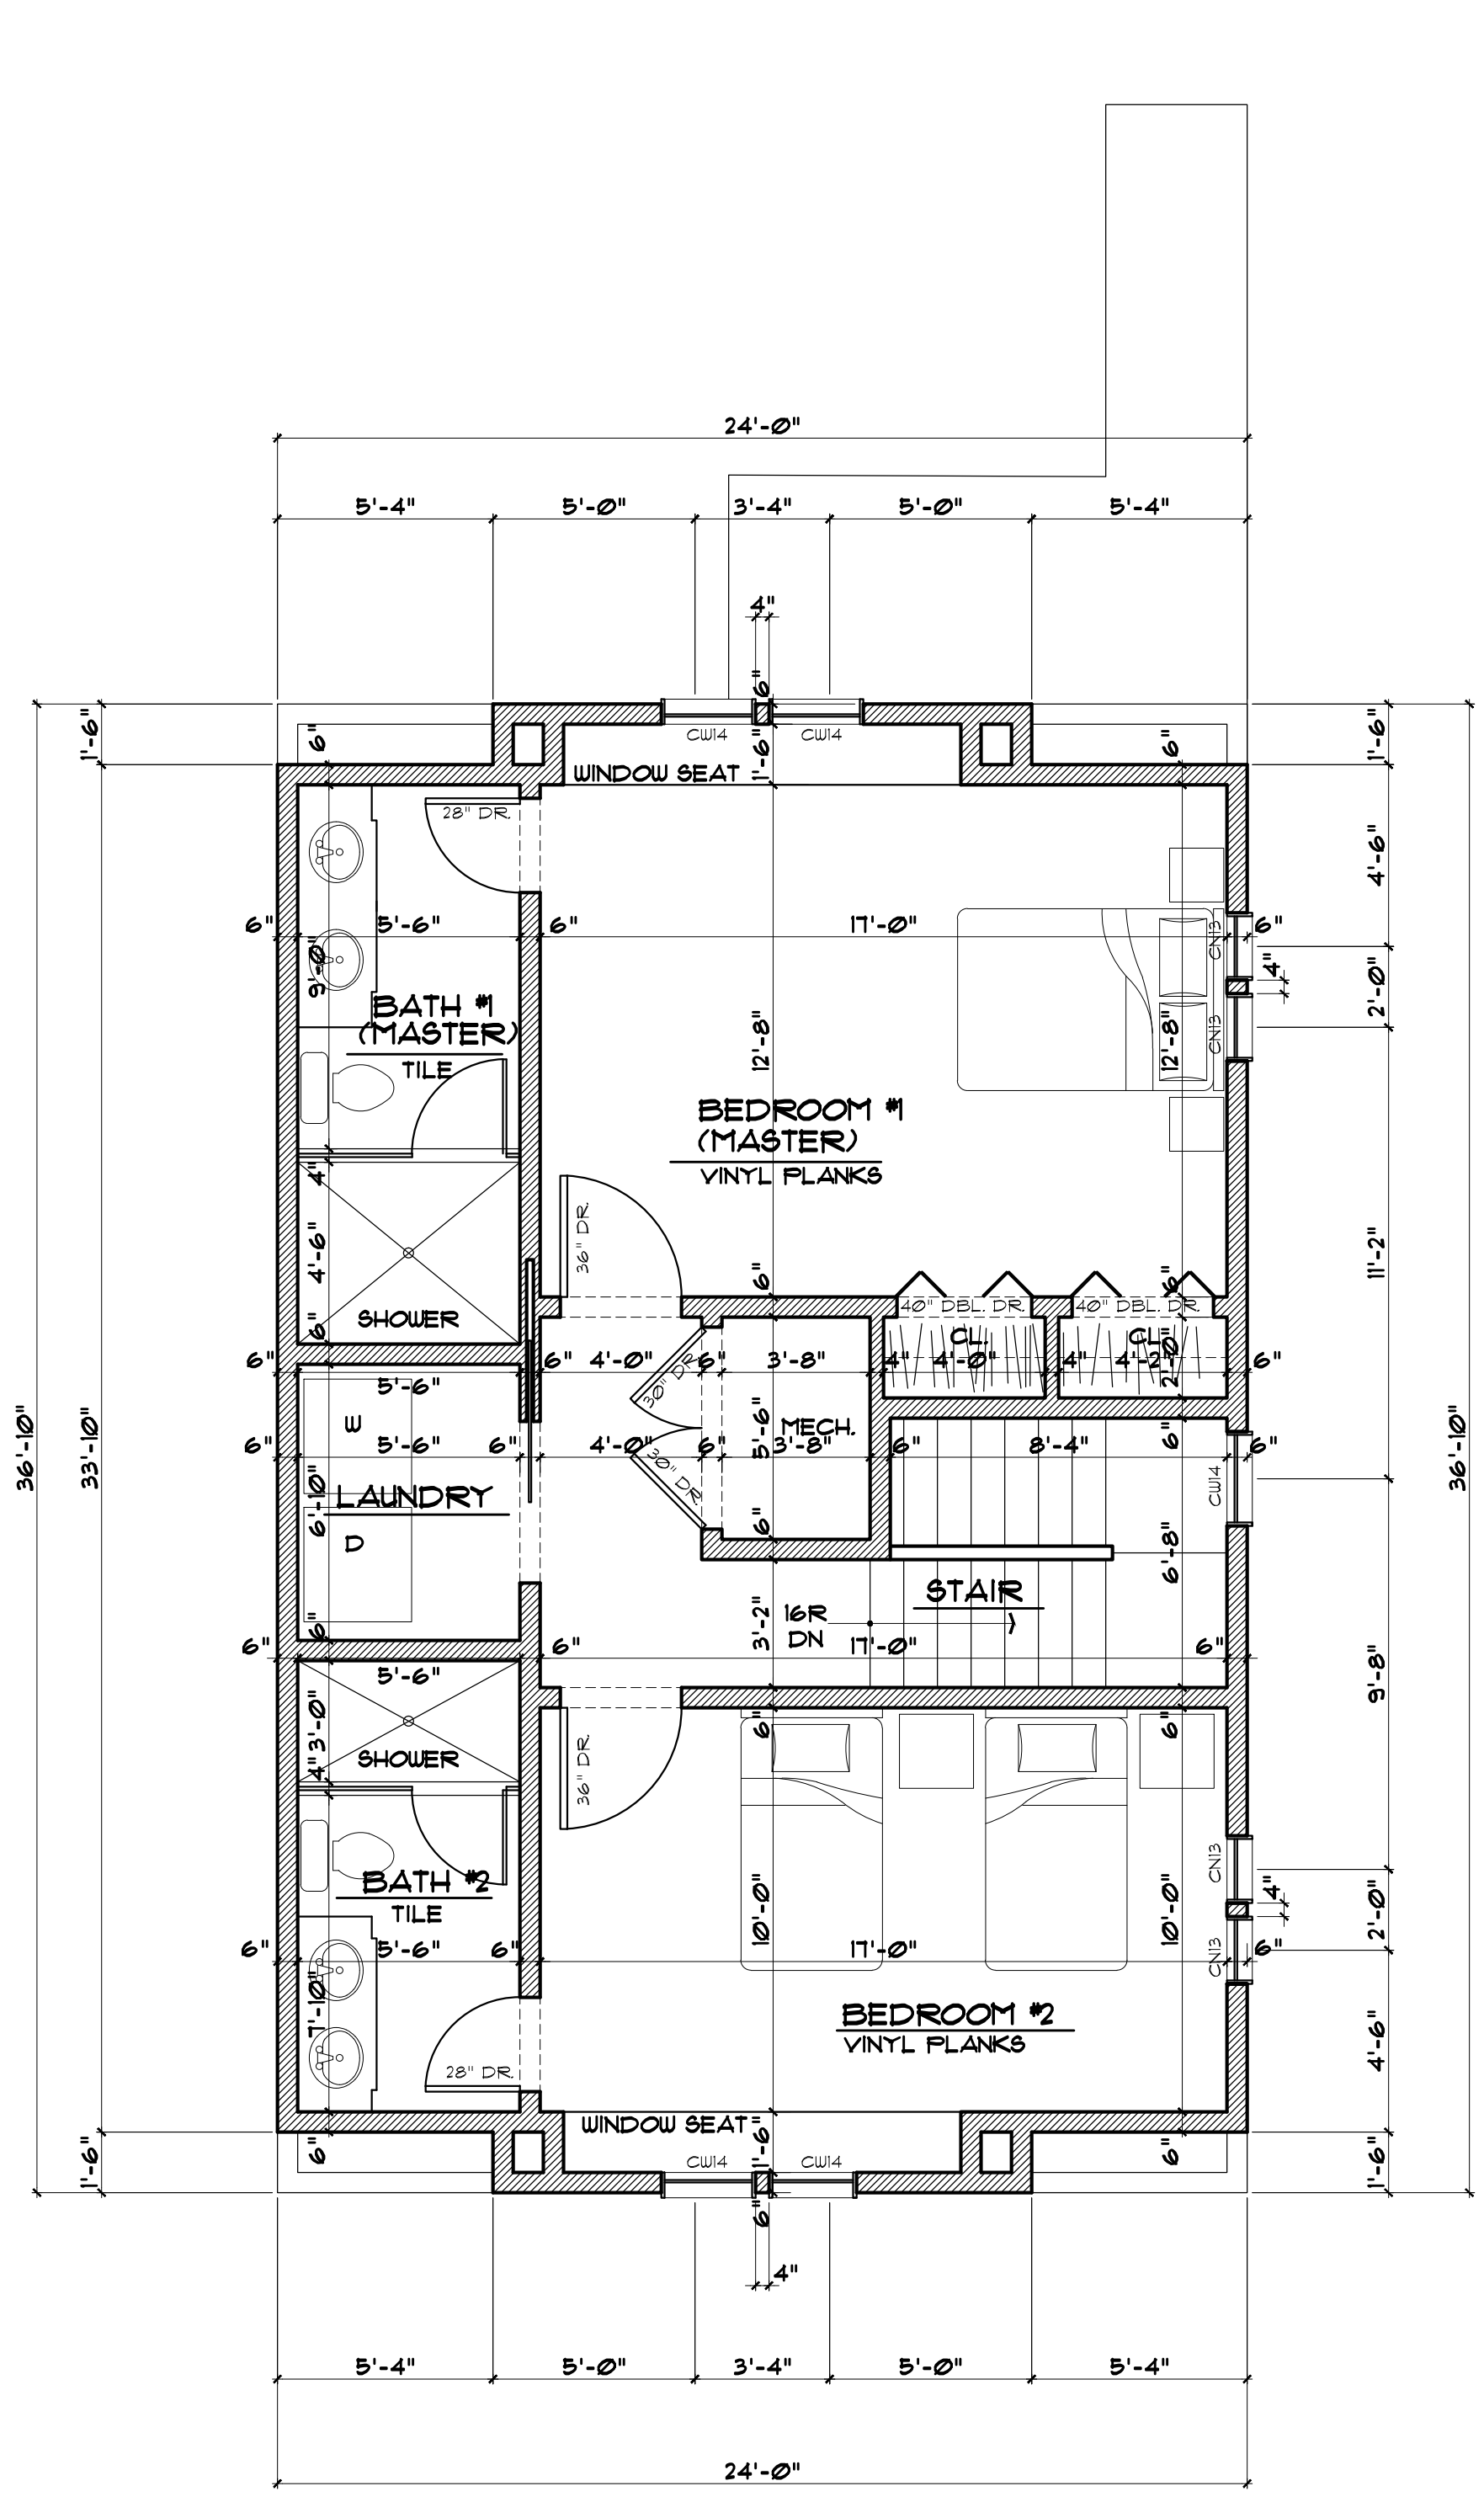 24'-0"
5'-4" 5'-0" 3'-4" 5'-0" 5'-4"
4"
6"
1'-6" 6" 6" 1'-6"
CW14 1'-6" CW14
WINDOW SEAT
28" DR.
4'-6"
6" 5'-6" 6" 17'-0" CN13 6"
9'-0" 4"
2'-0"
BATH #1
(MASTER)
TILE
12'-8" 12'-8" CN13
BEDROOM #1
(MASTER)
VINYL PLANKS
4"
36" DR.
4'-6" 11'-2"
6" 6"
SHOWER
6"
40" DBL. DR. 40" DBL. DR.
CL. CL.
6" 6" 4'-0" 6" 3'-8" 4" 4'-0" 4" 4'-2" 2'-0" 6"
5'-6"
30" DR.
W
MECH.
5'-6"
36'-10" 33'-10" 36'-10"
6" 5'-6" 6" 4'-0" 6" 3'-8" 6" 8'-4" 6" 6"
30" DR.
CW14
LAUNDRY
6'-10"
D
6"
6'-8"
STAIR
16R
DN
3'-2"
6" 6" 6" 17'-0" 6"
5'-6"
9'-8"
3'-0"
6" 6"
SHOWER
4"
36" DR.
CN13
BATH #2
TILE
4"
10'-0" 10'-0" 2'-0"
6" 5'-6" 6" 17'-0" CN13 6"
7'-10"
BEDROOM #2
VINYL PLANKS
4'-6"
28" DR.
WINDOW SEAT
1'-6" 6" 1'-6" 6" 1'-6"
CW14 CW14
6"
4"
5'-4" 5'-0" 3'-4" 5'-0" 5'-4"
24'-0"